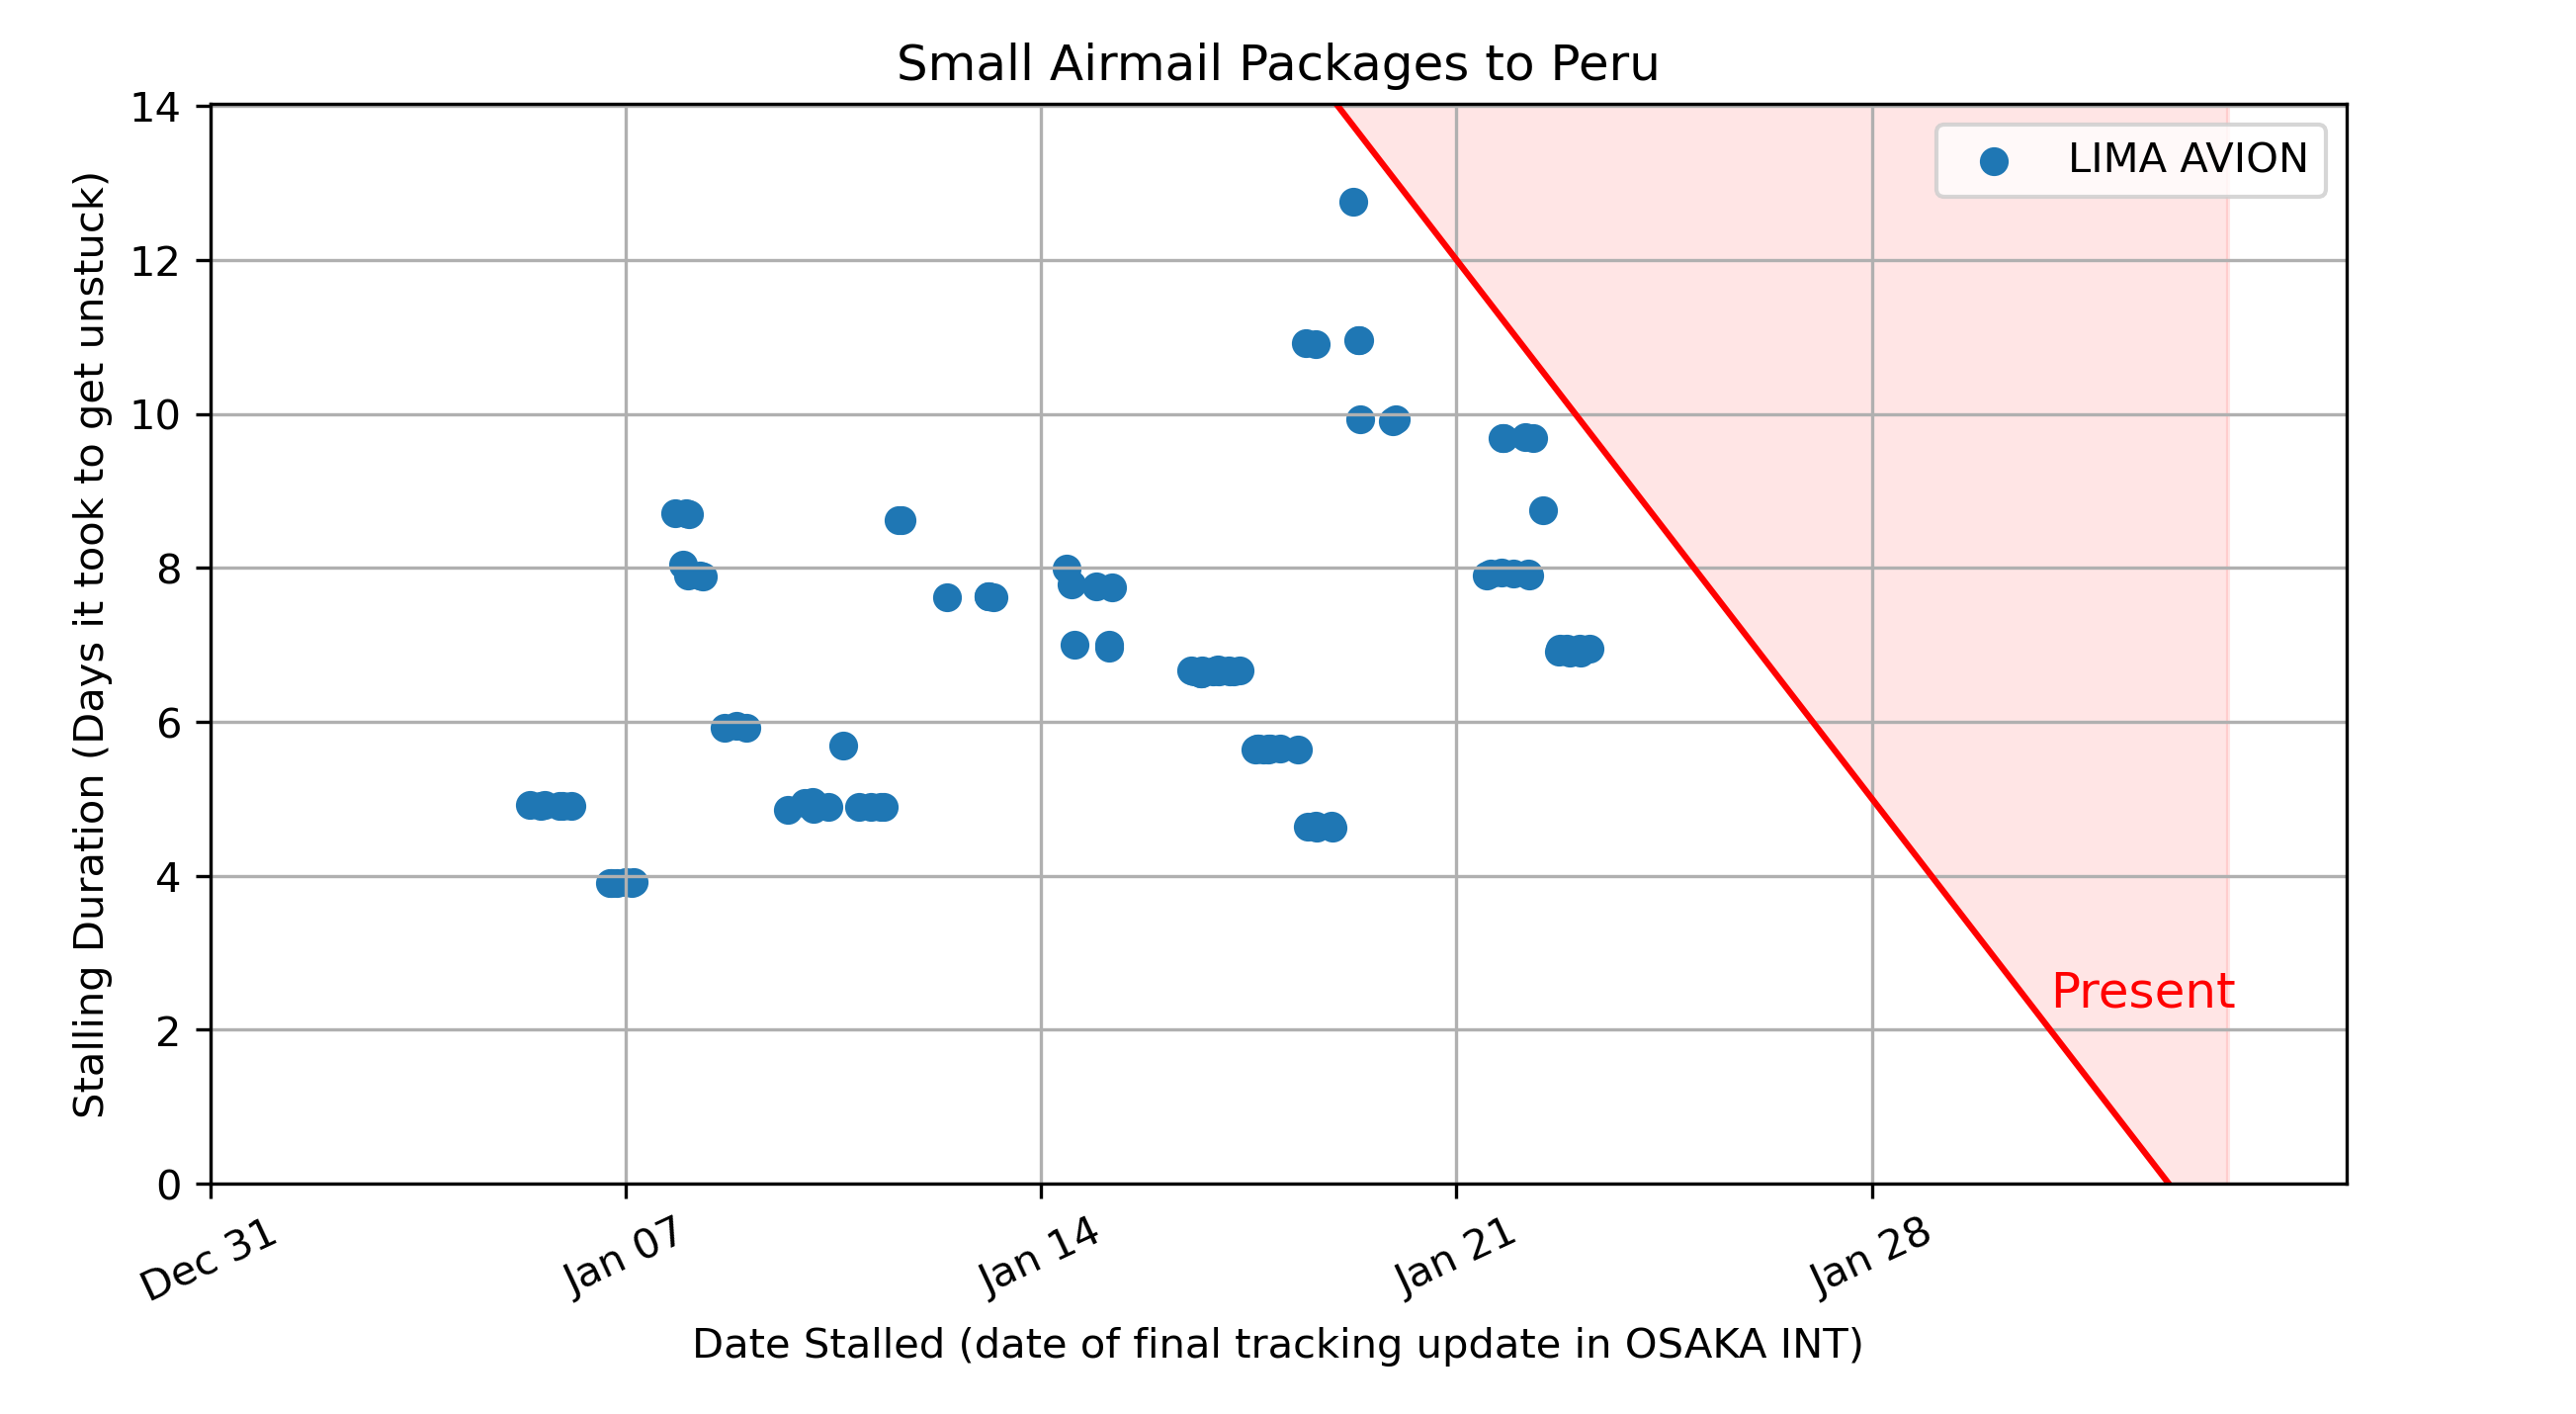 Small Airmail Packages to Peru
Stalling Duration (Days it took to get unstuck)
14
12
10
8
6
4
2
0
LIMA AVION
Present
Dec 31
Jan 07
Jan 14
Jan 21
Jan 28
Date Stalled (date of final tracking update in OSAKA INT)